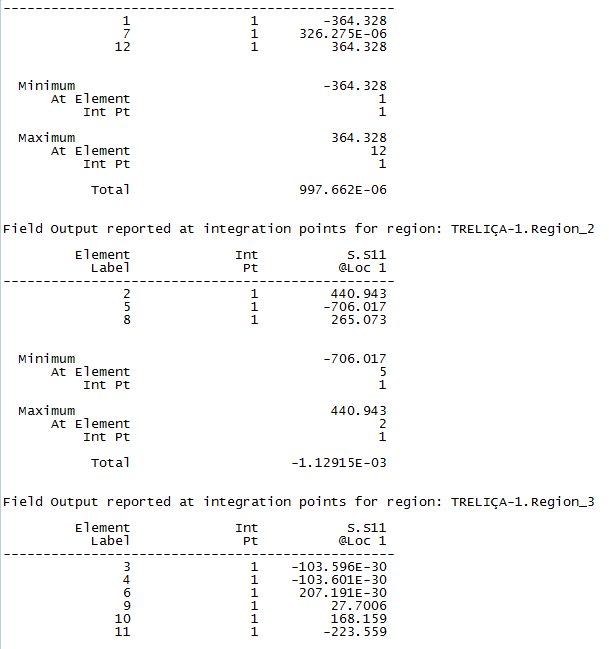 ---------------------------------------------------
1 1 -364.328
7 1 326.275E-06
12 1 364.328
Minimum -364.328
At Element 1
Int Pt 1
Maximum 364.328
At Element 12
Int Pt 1
Total 997.662E-06
Field Output reported at integration points for region: TRELIÇA-1.Region_2
Element Int S.S11
Label Pt @Loc 1
---------------------------------------------------
2 1 440.943
5 1 -706.017
8 1 265.073
Minimum -706.017
At Element 5
Int Pt 1
Maximum 440.943
At Element 2
Int Pt 1
Total -1.12915E-03
Field Output reported at integration points for region: TRELIÇA-1.Region_3
Element Int S.S11
Label Pt @Loc 1
---------------------------------------------------
3 1 -103.596E-30
4 1 -103.601E-30
6 1 207.191E-30
9 1 27.7006
10 1 168.159
11 1 -223.559